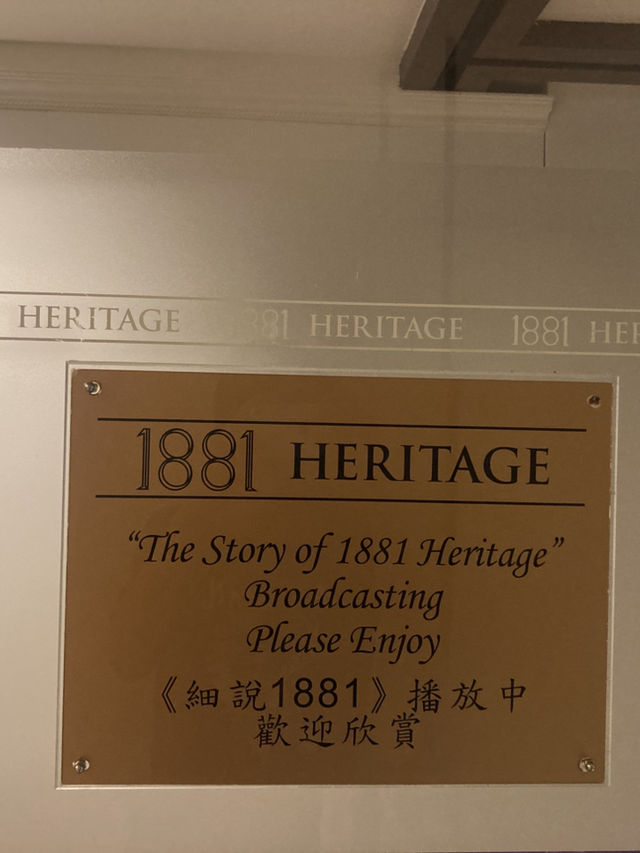 HERITAGE 1881 HERITAGE 1881
1881 HERITAGE
“The Story of 1881 Heritage”
Broadcasting
Please Enjoy
《細說1881》播放中
歡迎欣賞